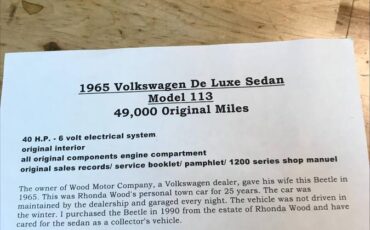 1965 Volkswagen De Luxe Sedan
Model 113
49,000 Original Miles
40 H.P. - 6 volt electrical system
original interior
all original components engine compartment
original sales records/ service booklet/ pamphlet/ 1200 series shop manuel
The owner of Wood Motor Company, a Volkswagen dealer, gave his wife this Beetle in
1965. This was Rhonda Wood's personal town car for 25 years. The car was
maintained by the dealership and garaged every night. The vehicle was not driven in
the winter. I purchased the Beetle in 1990 from the estate of Rhonda Wood and have
cared for the sedan as a collector's vehicle.